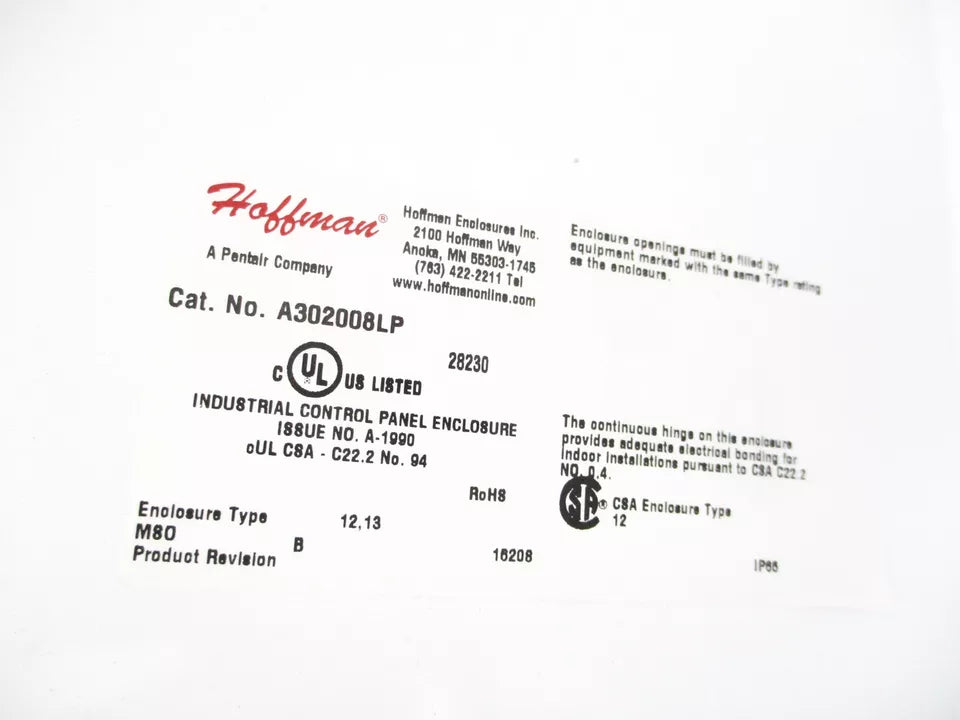 Hoffman®
A Pentair Company
Hoffman Enclosures Inc.
2100 Hoffman Way
Anoka, MN 55303-1745
(763) 422-2211 Tel
www.hoffmanonline.com
Enclosure openings must be filled by
equipment marked with the same Type rating
as the enclosure.
Cat. No. A302008LP
28230
C UL US LISTED
INDUSTRIAL CONTROL PANEL ENCLOSURE
ISSUE NO. A-1990
cUL CSA - C22.2 No. 94
The continuous hinge on this enclosure
provides adequate electrical bonding for
indoor installations pursuant to CSA C22.2
NO. 0.4.
RoHS
CSA® CSA Enclosure Type
12
Enclosure Type 12,13
M80
Product Revision B
16208
IP65